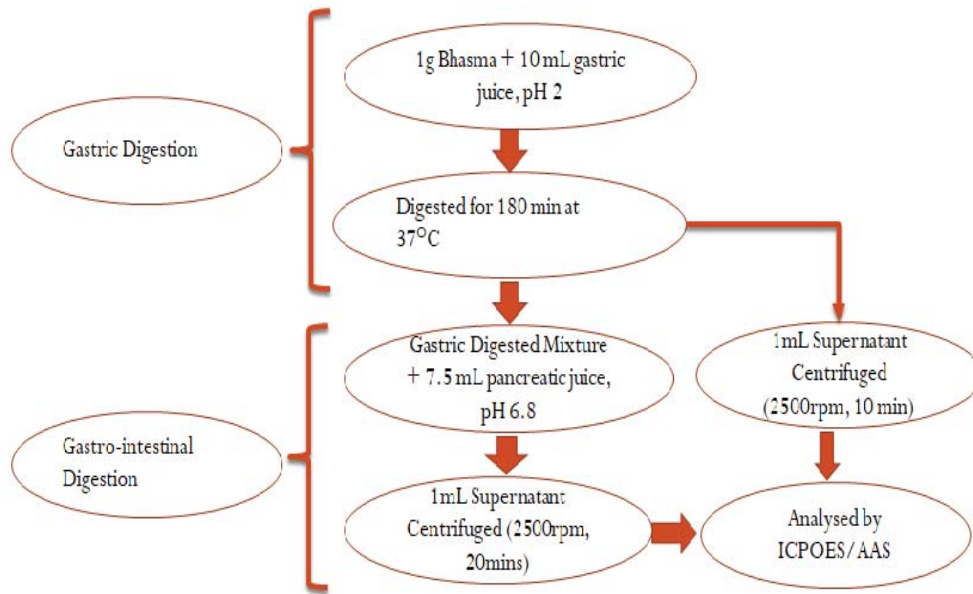 1g Bhasma + 10 mL gastric
juice, pH 2
Gastric Digestion
Digested for 180 min at
37°C
Gastric Digested Mixture
+ 7.5 mL pancreatic juice,
pH 6.8
1mL Supernatant
Centrifuged
(2500rpm, 10 min)
Gastro-intestinal
Digestion
1mL Supernatant
Centrifuged (2500rpm,
20mins)
Analysed by
ICPOES/AAS